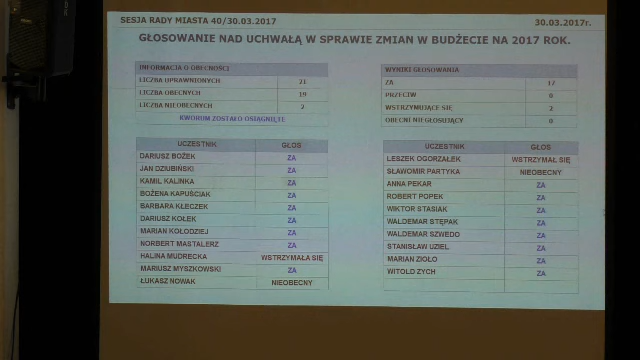 SESJA RADY MIASTA 40/30.03.2017
30.03.2017r.
GŁOSOWANIE NAD UCHWAŁĄ W SPRAWIE ZMIAN W BUDŻECIE NA 2017 ROK.
INFORMACJA O OBECNOŚCI
LICZBA UPRAWNIONYCH 21
LICZBA OBECNYCH 19
LICZBA NIEOBECNYCH 2
KWORUM ZOSTAŁO OSIĄGNIĘTE
WYNIKI GŁOSOWANIA
ZA 17
PRZECIW 0
WSTRZYMUJĄCE SIĘ 2
OBECNI NIEGŁOSUJĄCY 0
UCZESTNIK GŁOS
DARIUSZ BOŻEK ZA
JAN DZIUBIŃSKI ZA
KAMIL KALINKA ZA
BOŻENA KAPUŚCIAK ZA
BARBARA KŁECZEK ZA
DARIUSZ KOŁEK ZA
MARIAN KOŁODZIEJ ZA
NORBERT MASTALERZ ZA
HALINA MUDRECKA WSTRZYMAŁA SIĘ
MARIUSZ MYSZKOWSKI ZA
ŁUKASZ NOWAK NIEOBECNY
UCZESTNIK GŁOS
LESZEK OGORZAŁEK WSTRZYMAŁ SIĘ
SŁAWOMIR PARTYKA NIEOBECNY
ANNA PEKAR ZA
ROBERT POPEK ZA
WIKTOR STASIAK ZA
WALDEMAR STĘPAK ZA
WALDEMAR SZWEDO ZA
STANISŁAW UZIEL ZA
MARIAN ZIOŁO ZA
WITOLD ZYCH ZA